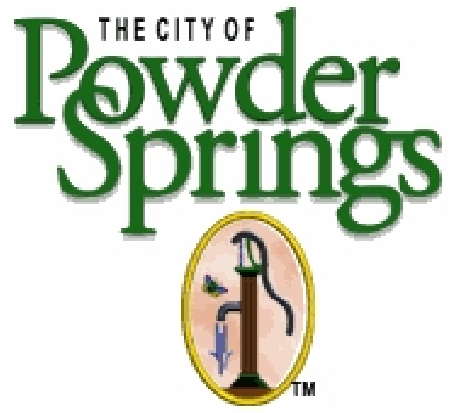 THE CITY OF
Powder
Springs
TM